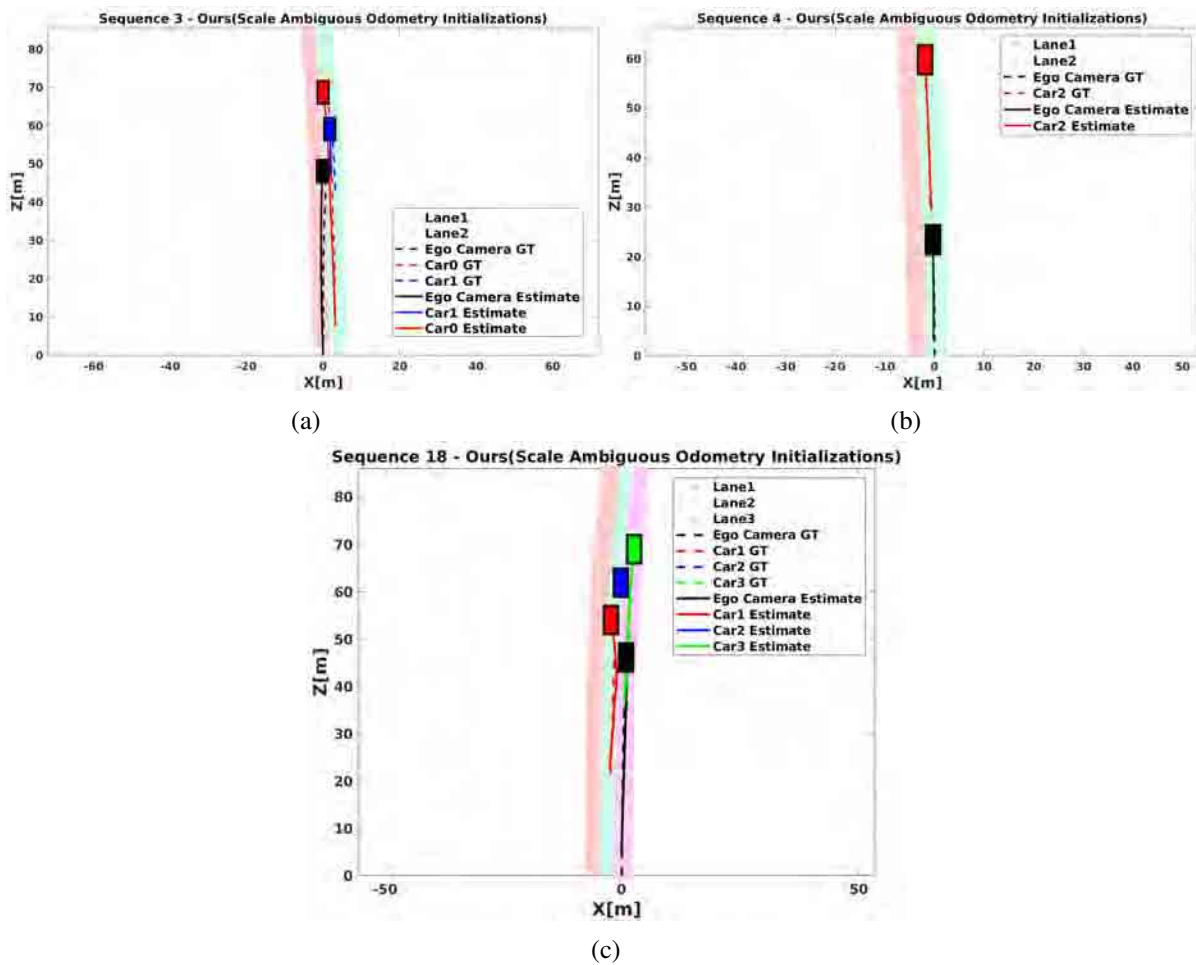 Sequence 3 - Ours(Scale Ambiguous Odometry Initializations)
80
70
60
50
40
30
20
10
0
Z[m]
-60
-40
-20
0
20
40
60
X[m]
Lane1
Lane2
Ego Camera GT
Car0 GT
Car1 GT
Ego Camera Estimate
Car1 Estimate
Car0 Estimate
(a)
Sequence 4 - Ours(Scale Ambiguous Odometry Initializations)
60
50
40
30
20
10
0
Z[m]
-50
-40
-30
-20
-10
0
10
20
30
40
50
X[m]
Lane1
Lane2
Ego Camera GT
Car2 GT
Ego Camera Estimate
Car2 Estimate
(b)
Sequence 18 - Ours(Scale Ambiguous Odometry Initializations)
80
70
60
50
40
30
20
10
0
Z[m]
-50
0
50
X[m]
Lane1
Lane2
Lane3
Ego Camera GT
Car1 GT
Car2 GT
Car3 GT
Ego Camera Estimate
Car1 Estimate
Car2 Estimate
Car3 Estimate
(c)